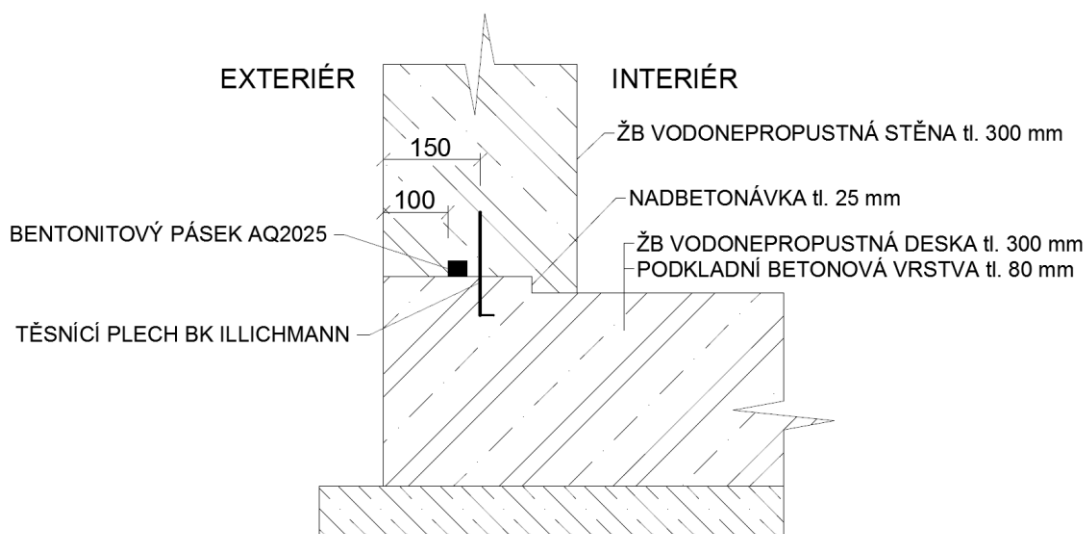 EXTERIÉR
INTERIÉR
ŽB VODONEPROPUSTNÁ STĚNA tl. 300 mm
150
100
NADBETONÁVKA tl. 25 mm
BENTONITOVÝ PÁSEK AQ2025
ŽB VODONEPROPUSTNÁ DESKA tl. 300 mm
PODKLADNÍ BETONOVÁ VRSTVA tl. 80 mm
TĚSNÍCÍ PLECH BK ILLICHMANN